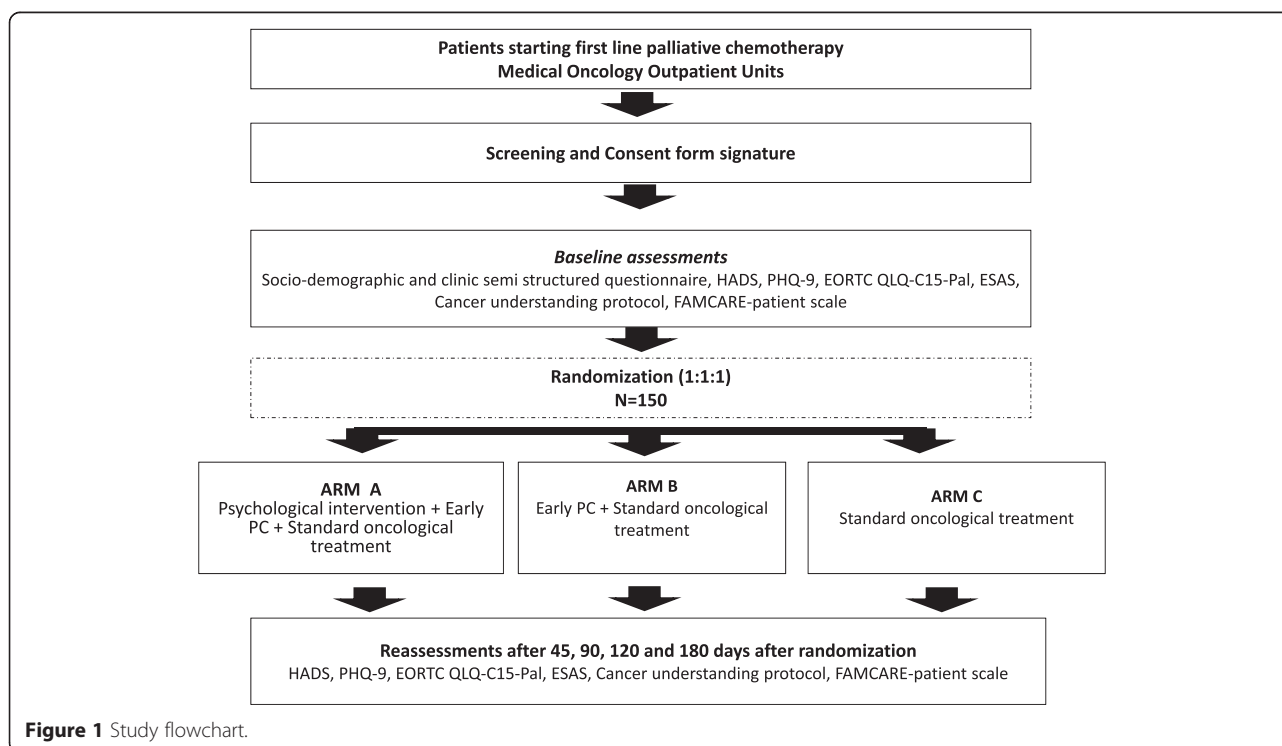 Patients starting first line palliative chemotherapy
Medical Oncology Outpatient Units
Screening and Consent form signature
Baseline assessments
Socio-demographic and clinic semi structured questionnaire, HADS, PHQ-9, EORTC QLQ-C15-Pal, ESAS,
Cancer understanding protocol, FAMCARE-patient scale
Randomization (1:1:1)
N=150
ARM A
Psychological intervention + Early
PC + Standard oncological
treatment
ARM B
Early PC + Standard oncological
treatment
ARM C
Standard oncological treatment
Reassessments after 45, 90, 120 and 180 days after randomization
HADS, PHQ-9, EORTC QLQ-C15-Pal, ESAS, Cancer understanding protocol, FAMCARE-patient scale
Figure 1 Study flowchart.